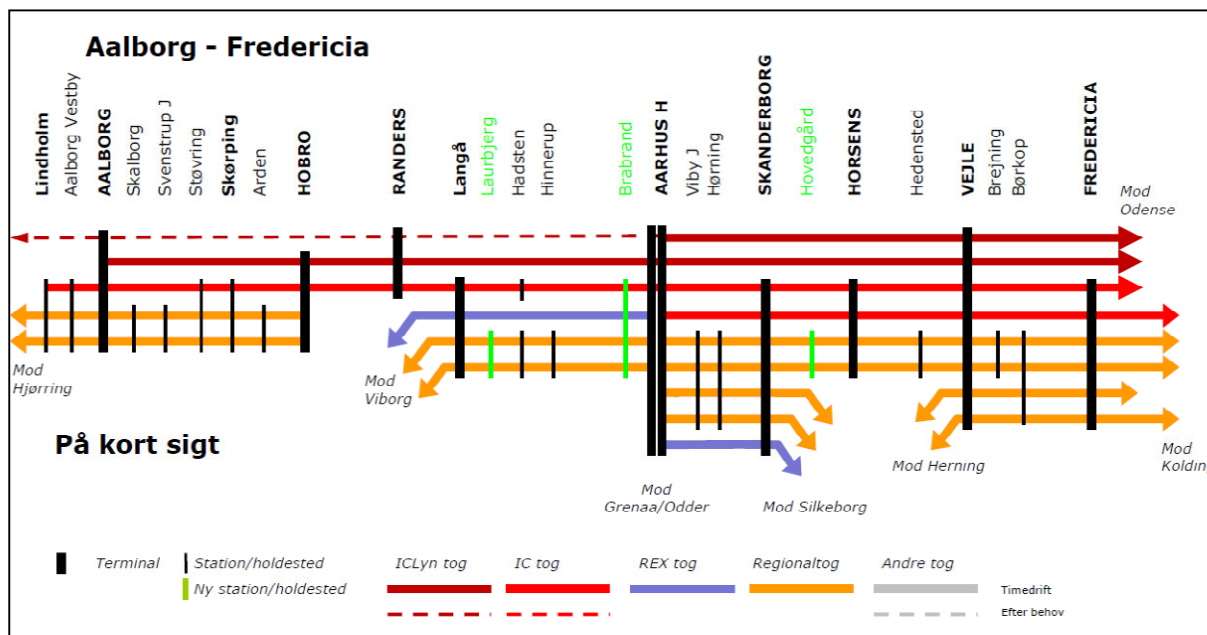 Aalborg - Fredericia
Lindholm
Aalborg Vestby
AALBORG
Skalborg
Svenstrup J
Støvring
Skørping
Arden
HOBRO
RANDERS
Langå
Laurbjerg
Hadsten
Hinnerup
Brabrand
AARHUS H
Viby J
Hørning
SKANDERBORG
Hovedgård
HORSENS
Hedensted
VEJLE
Brejning
Børkop
FREDERICIA
Mod
Odense
Mod
Hjørring
Mod
Viborg
På kort sigt
Mod
Grenaa/Odder
Mod Silkeborg
Mod Herning
Mod
Kolding
Terminal
Station/holdested
Ny station/holdested
ICLyn tog
IC tog
REX tog
Regionaltog
Andre tog
Timedrift
Efter behov